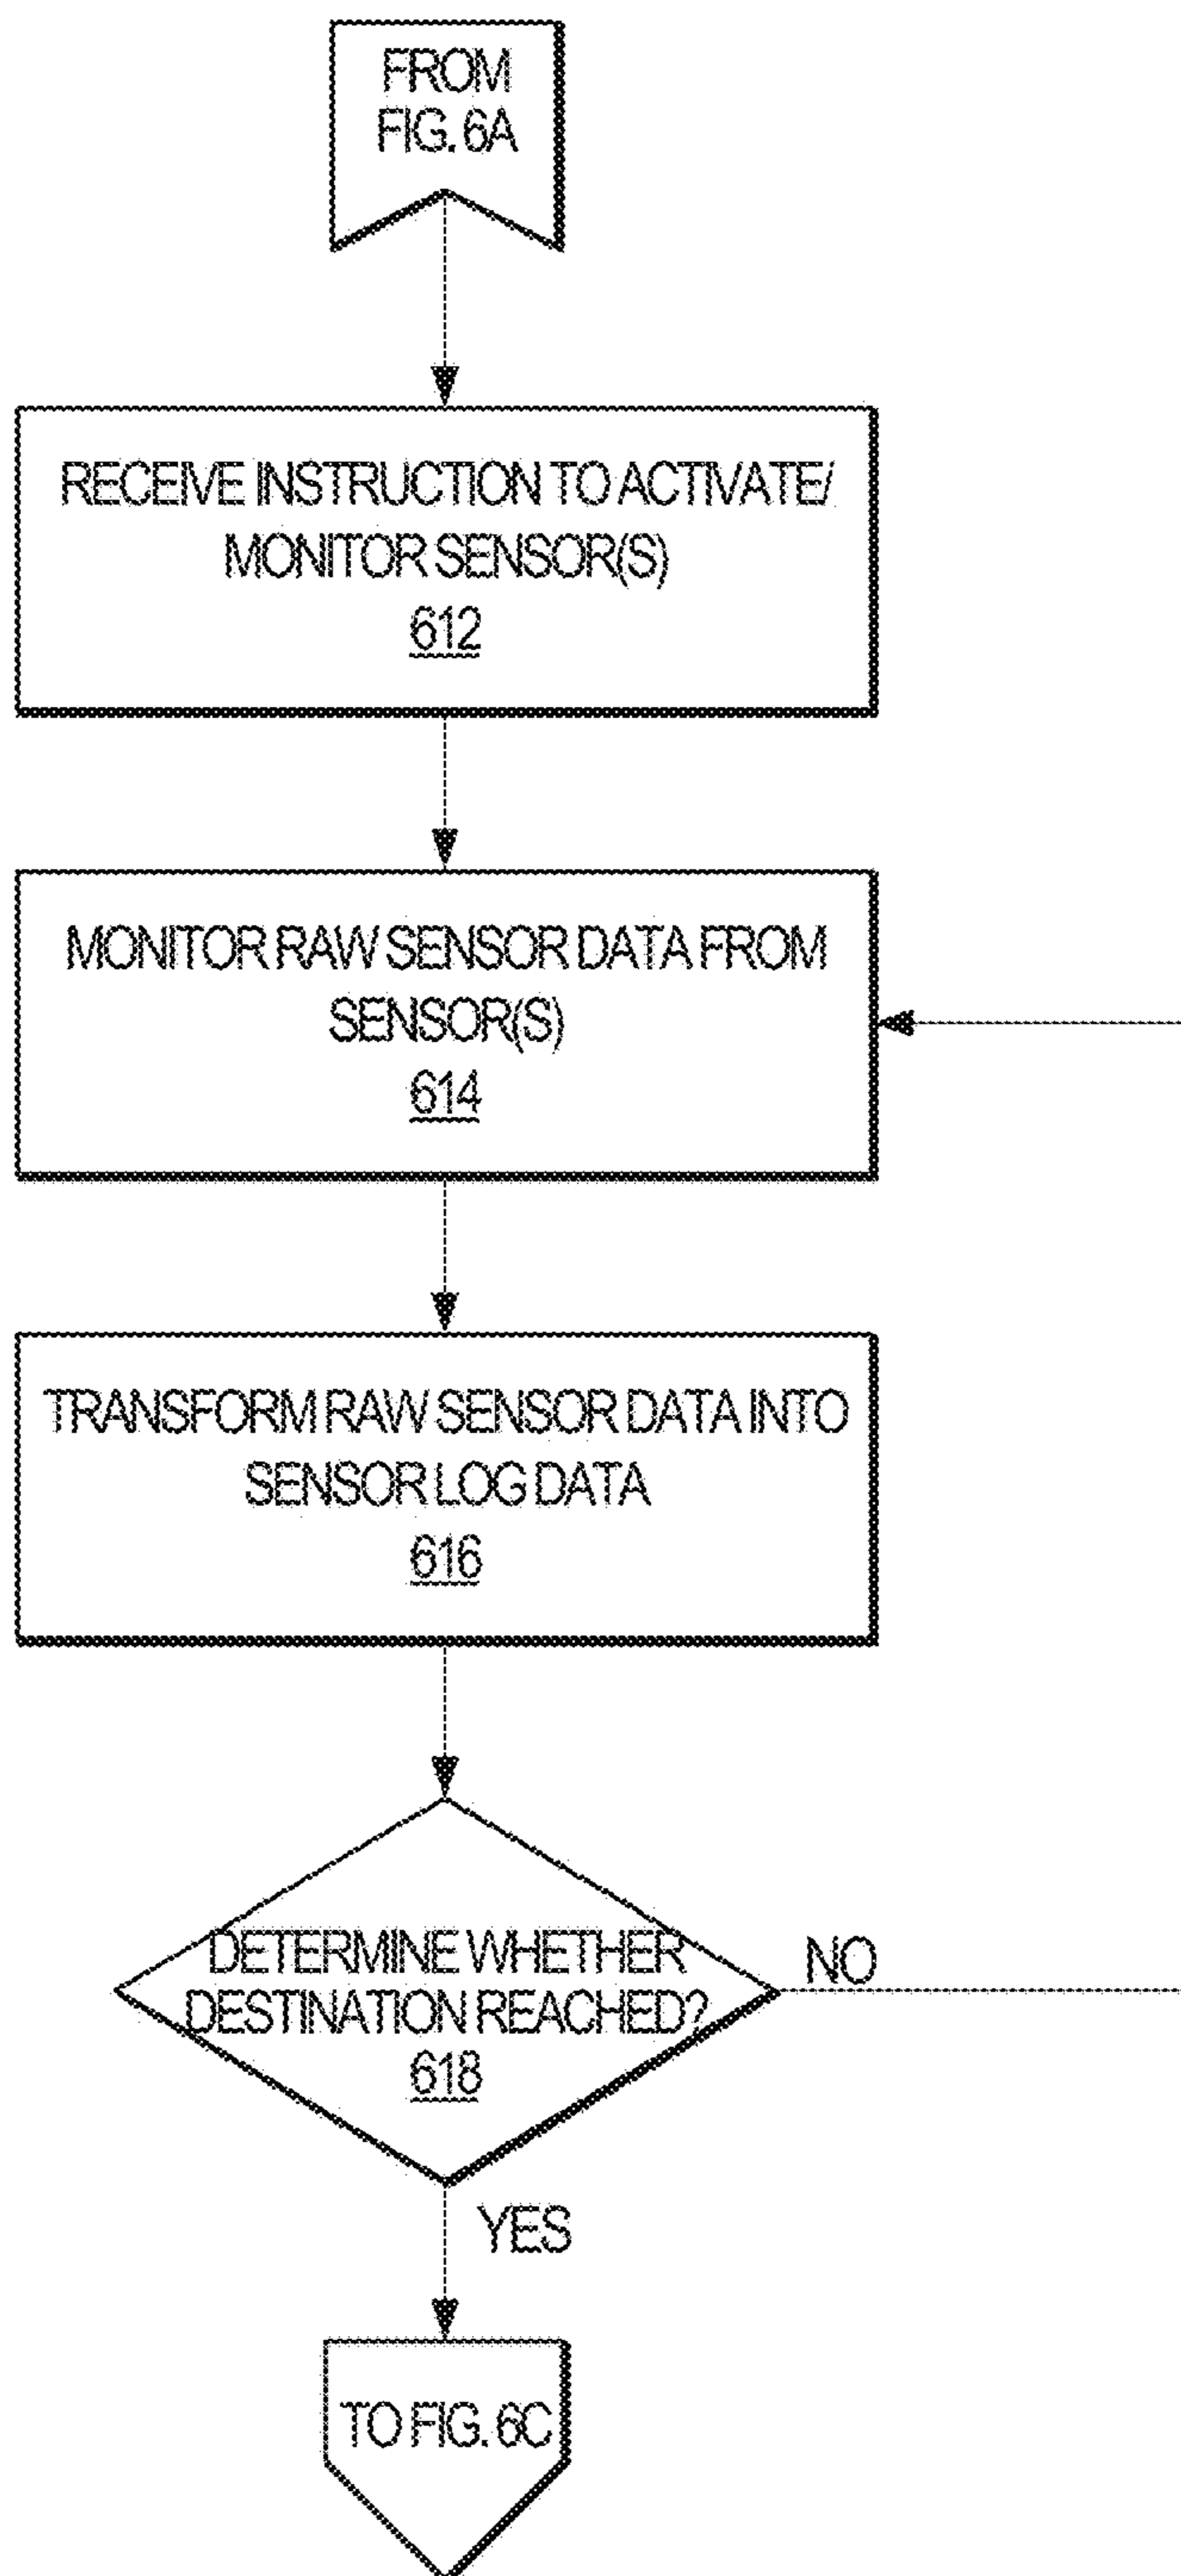 FROM
FIG. 6A
RECEIVE INSTRUCTION TO ACTIVATE/
MONITOR SENSOR(S)
612
MONITOR RAW SENSOR DATA FROM
SENSOR(S)
614
TRANSFORM RAW SENSOR DATA INTO
SENSOR LOG DATA
616
DETERMINE WHETHER
DESTINATION REACHED?
618
NO
YES
TO FIG. 6C